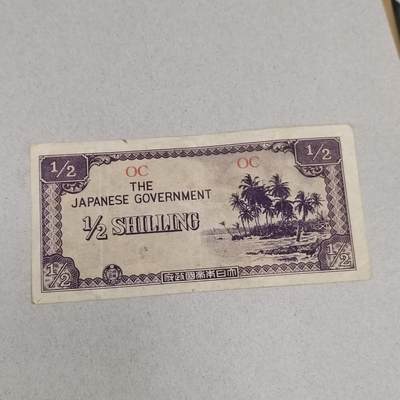 1/2 1/2
OC OC
THE
JAPANESE GOVERNMENT
1/2 SHILLING
1/2 大日本帝國政府 1/2